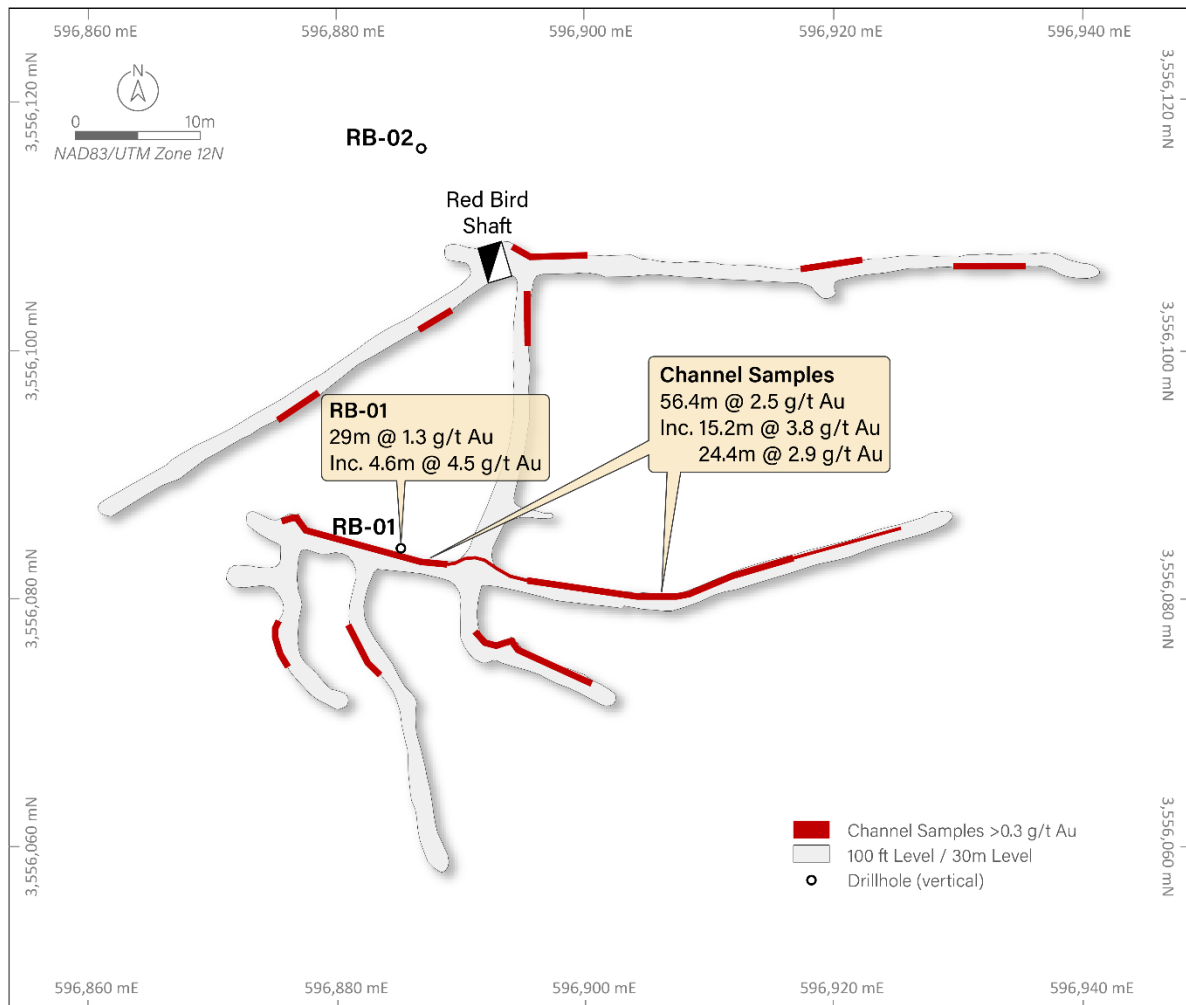 596,860 mE
596,880 mE
596,900 mE
596,920 mE
596,940 mE
3,556,120 mN
3,556,120 mN
N
0 10m
NAD83/UTM Zone 12N
RB-02
Red Bird
Shaft
3,556,100 mN
3,556,100 mN
RB-01
29m @ 1.3 g/t Au
Inc. 4.6m @ 4.5 g/t Au
Channel Samples
56.4m @ 2.5 g/t Au
Inc. 15.2m @ 3.8 g/t Au
24.4m @ 2.9 g/t Au
RB-01
3,556,080 mN
3,556,080 mN
3,556,060 mN
3,556,060 mN
Channel Samples >0.3 g/t Au
100 ft Level / 30m Level
Drillhole (vertical)
596,860 mE
596,880 mE
596,900 mE
596,920 mE
596,940 mE